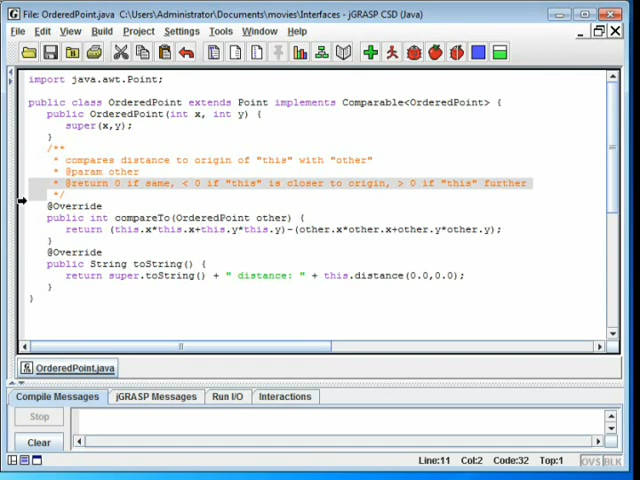 File: OrderedPoint.java C:\Users\Administrator\Documents\movies\Interfaces - jGRASP CSD (Java)
File Edit View Build Project Settings Tools Window Help
import java.awt.Point;
public class OrderedPoint extends Point implements Comparable<OrderedPoint> {
public OrderedPoint(int x, int y) {
super(x,y);
}
/**
* compares distance to origin of "this" with "other"
* @param other
* @return 0 if same, < 0 if "this" is closer to origin, > 0 if "this" further
*/
@Override
public int compareTo(OrderedPoint other) {
return (this.x*this.x+this.y*this.y)-(other.x*other.x+other.y*other.y);
}
@Override
public String toString() {
return super.toString() + " distance: " + this.distance(0.0,0.0);
}
}
OrderedPoint.java
Compile Messages jGRASP Messages Run I/O Interactions
Stop
Clear
Line:11 Col:2 Code:32 Top:1 OVS BLK